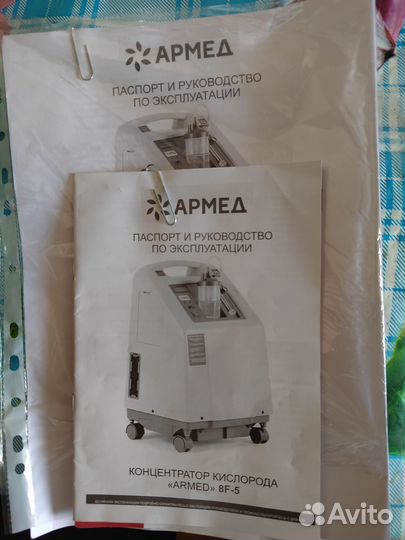 АРМЕД
ПАСПОРТ И РУКОВОДСТВО
ПО ЭКСПЛУАТАЦИИ
АРМЕД
ПАСПОРТ И РУКОВОДСТВО
ПО ЭКСПЛУАТАЦИИ
КОНЦЕНТРАТОР КИСЛОРОДА
«ARMED» 8F-5
Avito